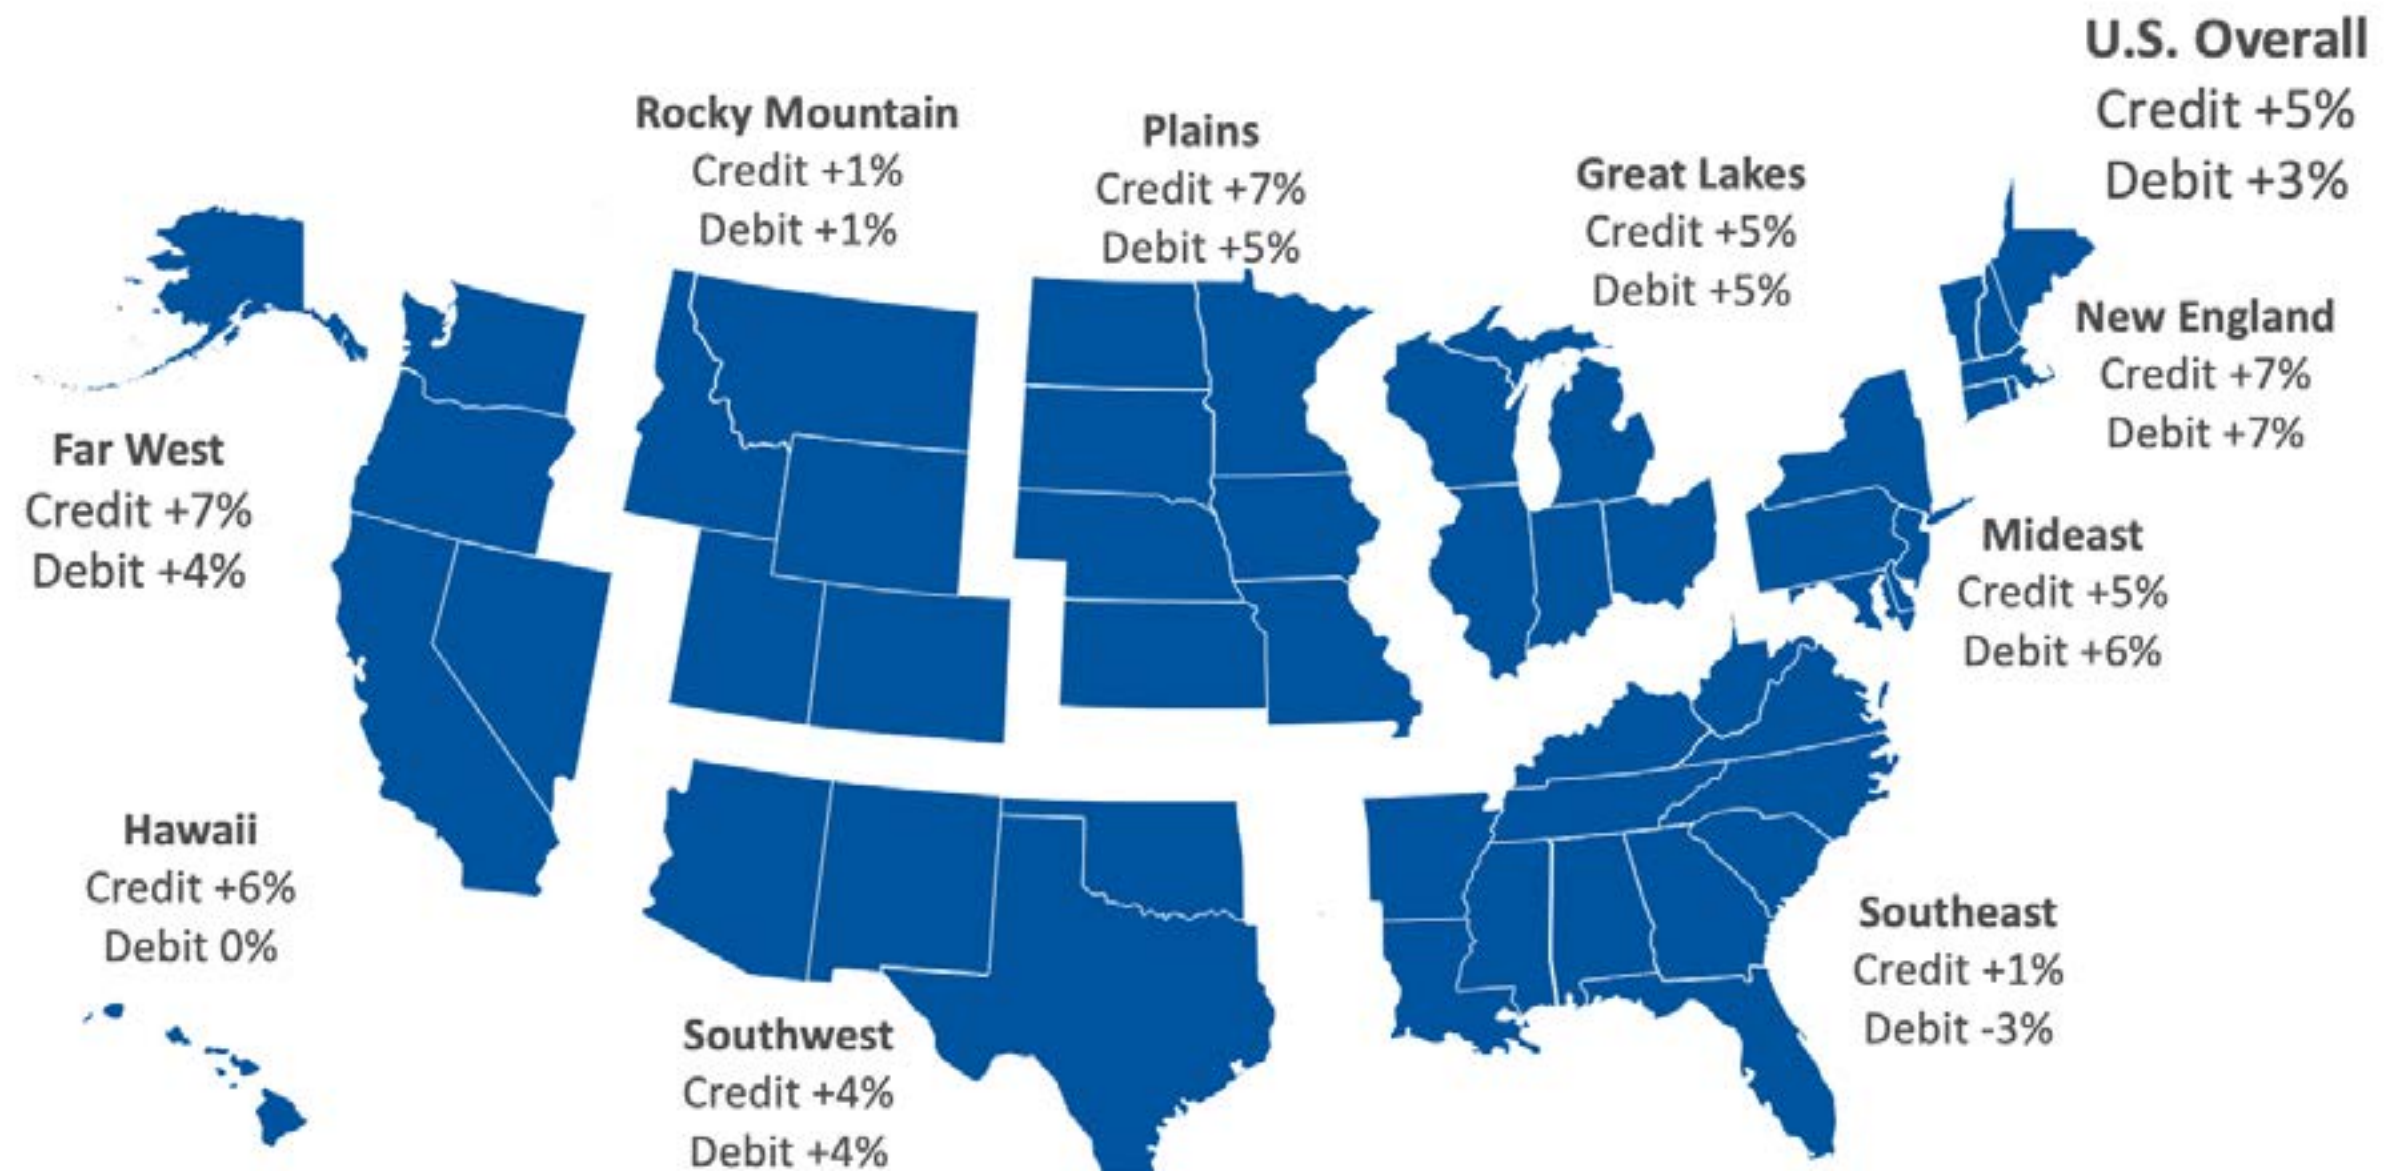 U.S. Overall
Credit +5%
Debit +3%
Rocky Mountain
Credit +1%
Debit +1%
Plains
Credit +7%
Debit +5%
Great Lakes
Credit +5%
Debit +5%
New England
Credit +7%
Debit +7%
Far West
Credit +7%
Debit +4%
Mideast
Credit +5%
Debit +6%
Hawaii
Credit +6%
Debit 0%
Southeast
Credit +1%
Debit -3%
Southwest
Credit +4%
Debit +4%